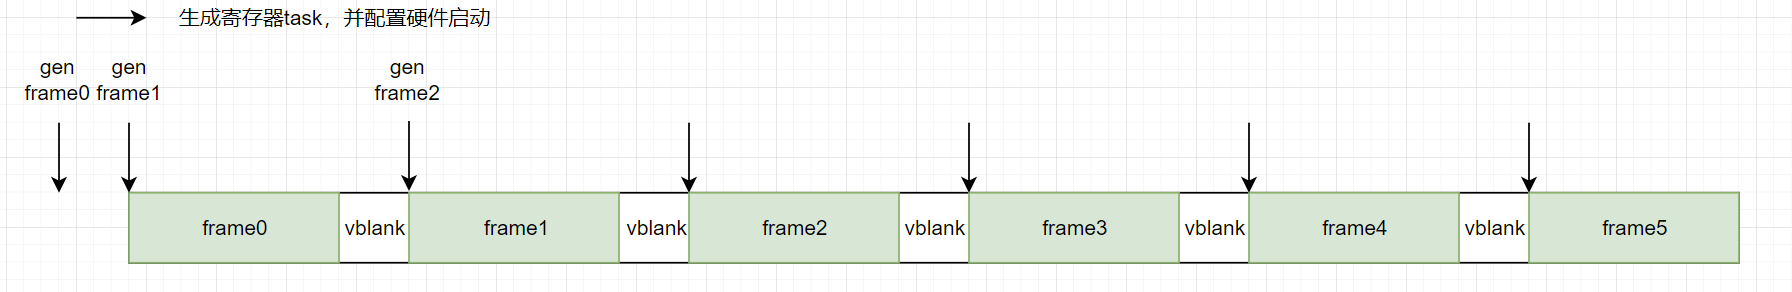 生成寄存器task，并配置硬件启动
gen gen gen
frame0 frame1 frame2
frame0 vblank frame1 vblank frame2 vblank frame3 vblank frame4 vblank frame5